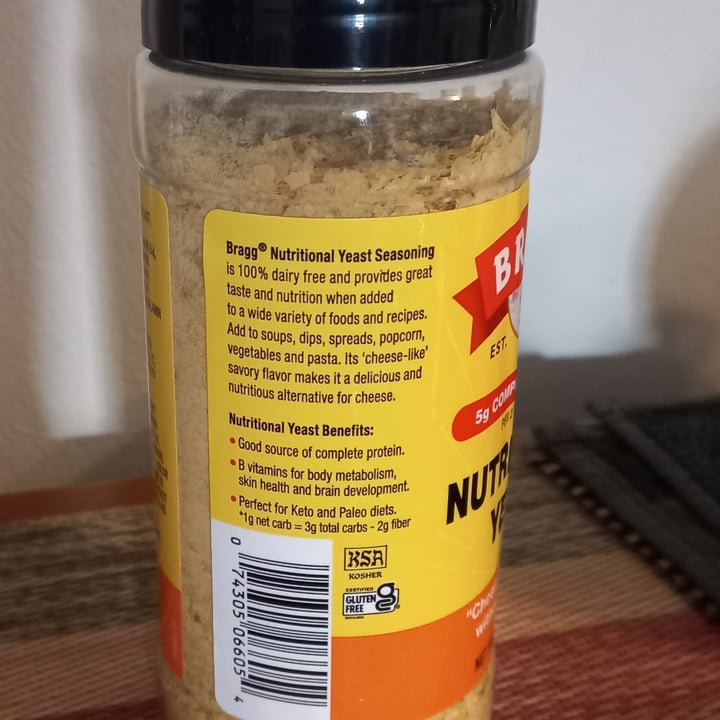 Bragg® Nutritional Yeast Seasoning
is 100% dairy free and provides great
taste and nutrition when added
to a wide variety of foods and recipes.
Add to soups, dips, spreads, popcorn,
vegetables and pasta. Its 'cheese-like'
savory flavor makes it a delicious and
nutritious alternative for cheese.
Nutritional Yeast Benefits:
• Good source of complete protein.
• B vitamins for body metabolism,
skin health and brain development.
• Perfect for Keto and Paleo diets.
*1g net carb = 3g total carbs - 2g fiber
KSA
KOSHER
CERTIFIED
GLUTEN
FREE
0 74305 06605 4
BR
EST.
5g COMP
NUTR
YE
"Chee
with
NET